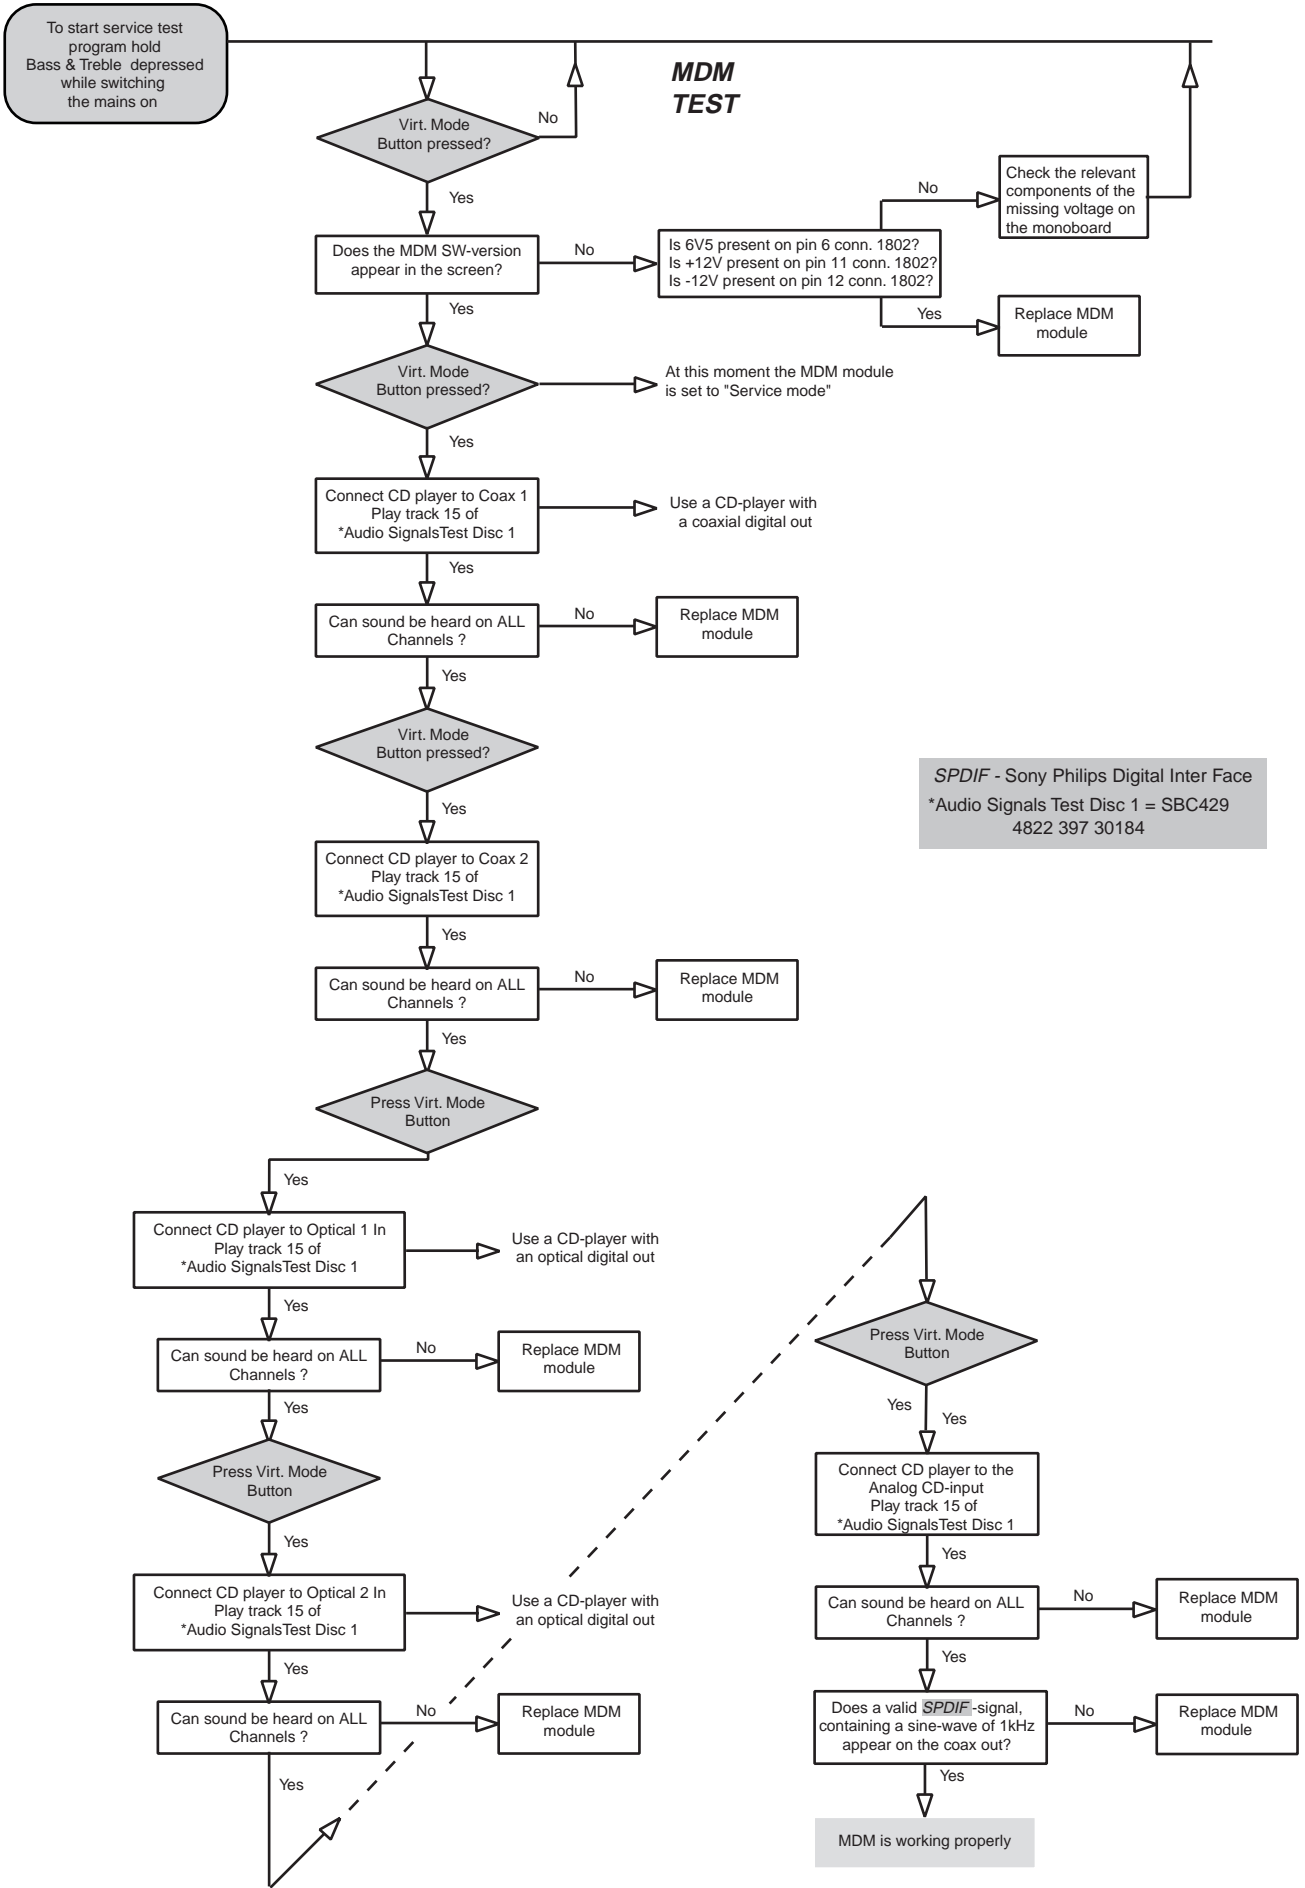 To start service test
program hold
Bass & Treble depressed
while switching
the mains on
MDM
TEST
Virt. Mode
Button pressed?
No
Yes
Does the MDM SW-version
appear in the screen?
No
Is 6V5 present on pin 6 conn. 1802?
Is +12V present on pin 11 conn. 1802?
Is -12V present on pin 12 conn. 1802?
No
Check the relevant
components of the
missing voltage on
the monoboard
Yes
Replace MDM
module
Yes
Virt. Mode
Button pressed?
At this moment the MDM module
is set to "Service mode"
Yes
Connect CD player to Coax 1
Play track 15 of
*Audio SignalsTest Disc 1
Use a CD-player with
a coaxial digital out
Yes
Can sound be heard on ALL
Channels ?
No
Replace MDM
module
Yes
Virt. Mode
Button pressed?
SPDIF - Sony Philips Digital Inter Face
*Audio Signals Test Disc 1 = SBC429
4822 397 30184
Yes
Connect CD player to Coax 2
Play track 15 of
*Audio SignalsTest Disc 1
Yes
Can sound be heard on ALL
Channels ?
No
Replace MDM
module
Yes
Press Virt. Mode
Button
Yes
Connect CD player to Optical 1 In
Play track 15 of
*Audio SignalsTest Disc 1
Use a CD-player with
an optical digital out
Yes
Can sound be heard on ALL
Channels ?
No
Replace MDM
module
Yes
Press Virt. Mode
Button
Yes
Connect CD player to Optical 2 In
Play track 15 of
*Audio SignalsTest Disc 1
Use a CD-player with
an optical digital out
Yes
Can sound be heard on ALL
Channels ?
No
Replace MDM
module
Yes
Press Virt. Mode
Button
Yes
Yes
Connect CD player to the
Analog CD-input
Play track 15 of
*Audio SignalsTest Disc 1
Yes
Can sound be heard on ALL
Channels ?
No
Replace MDM
module
Yes
Does a valid SPDIF -signal,
containing a sine-wave of 1kHz
appear on the coax out?
No
Replace MDM
module
Yes
MDM is working properly